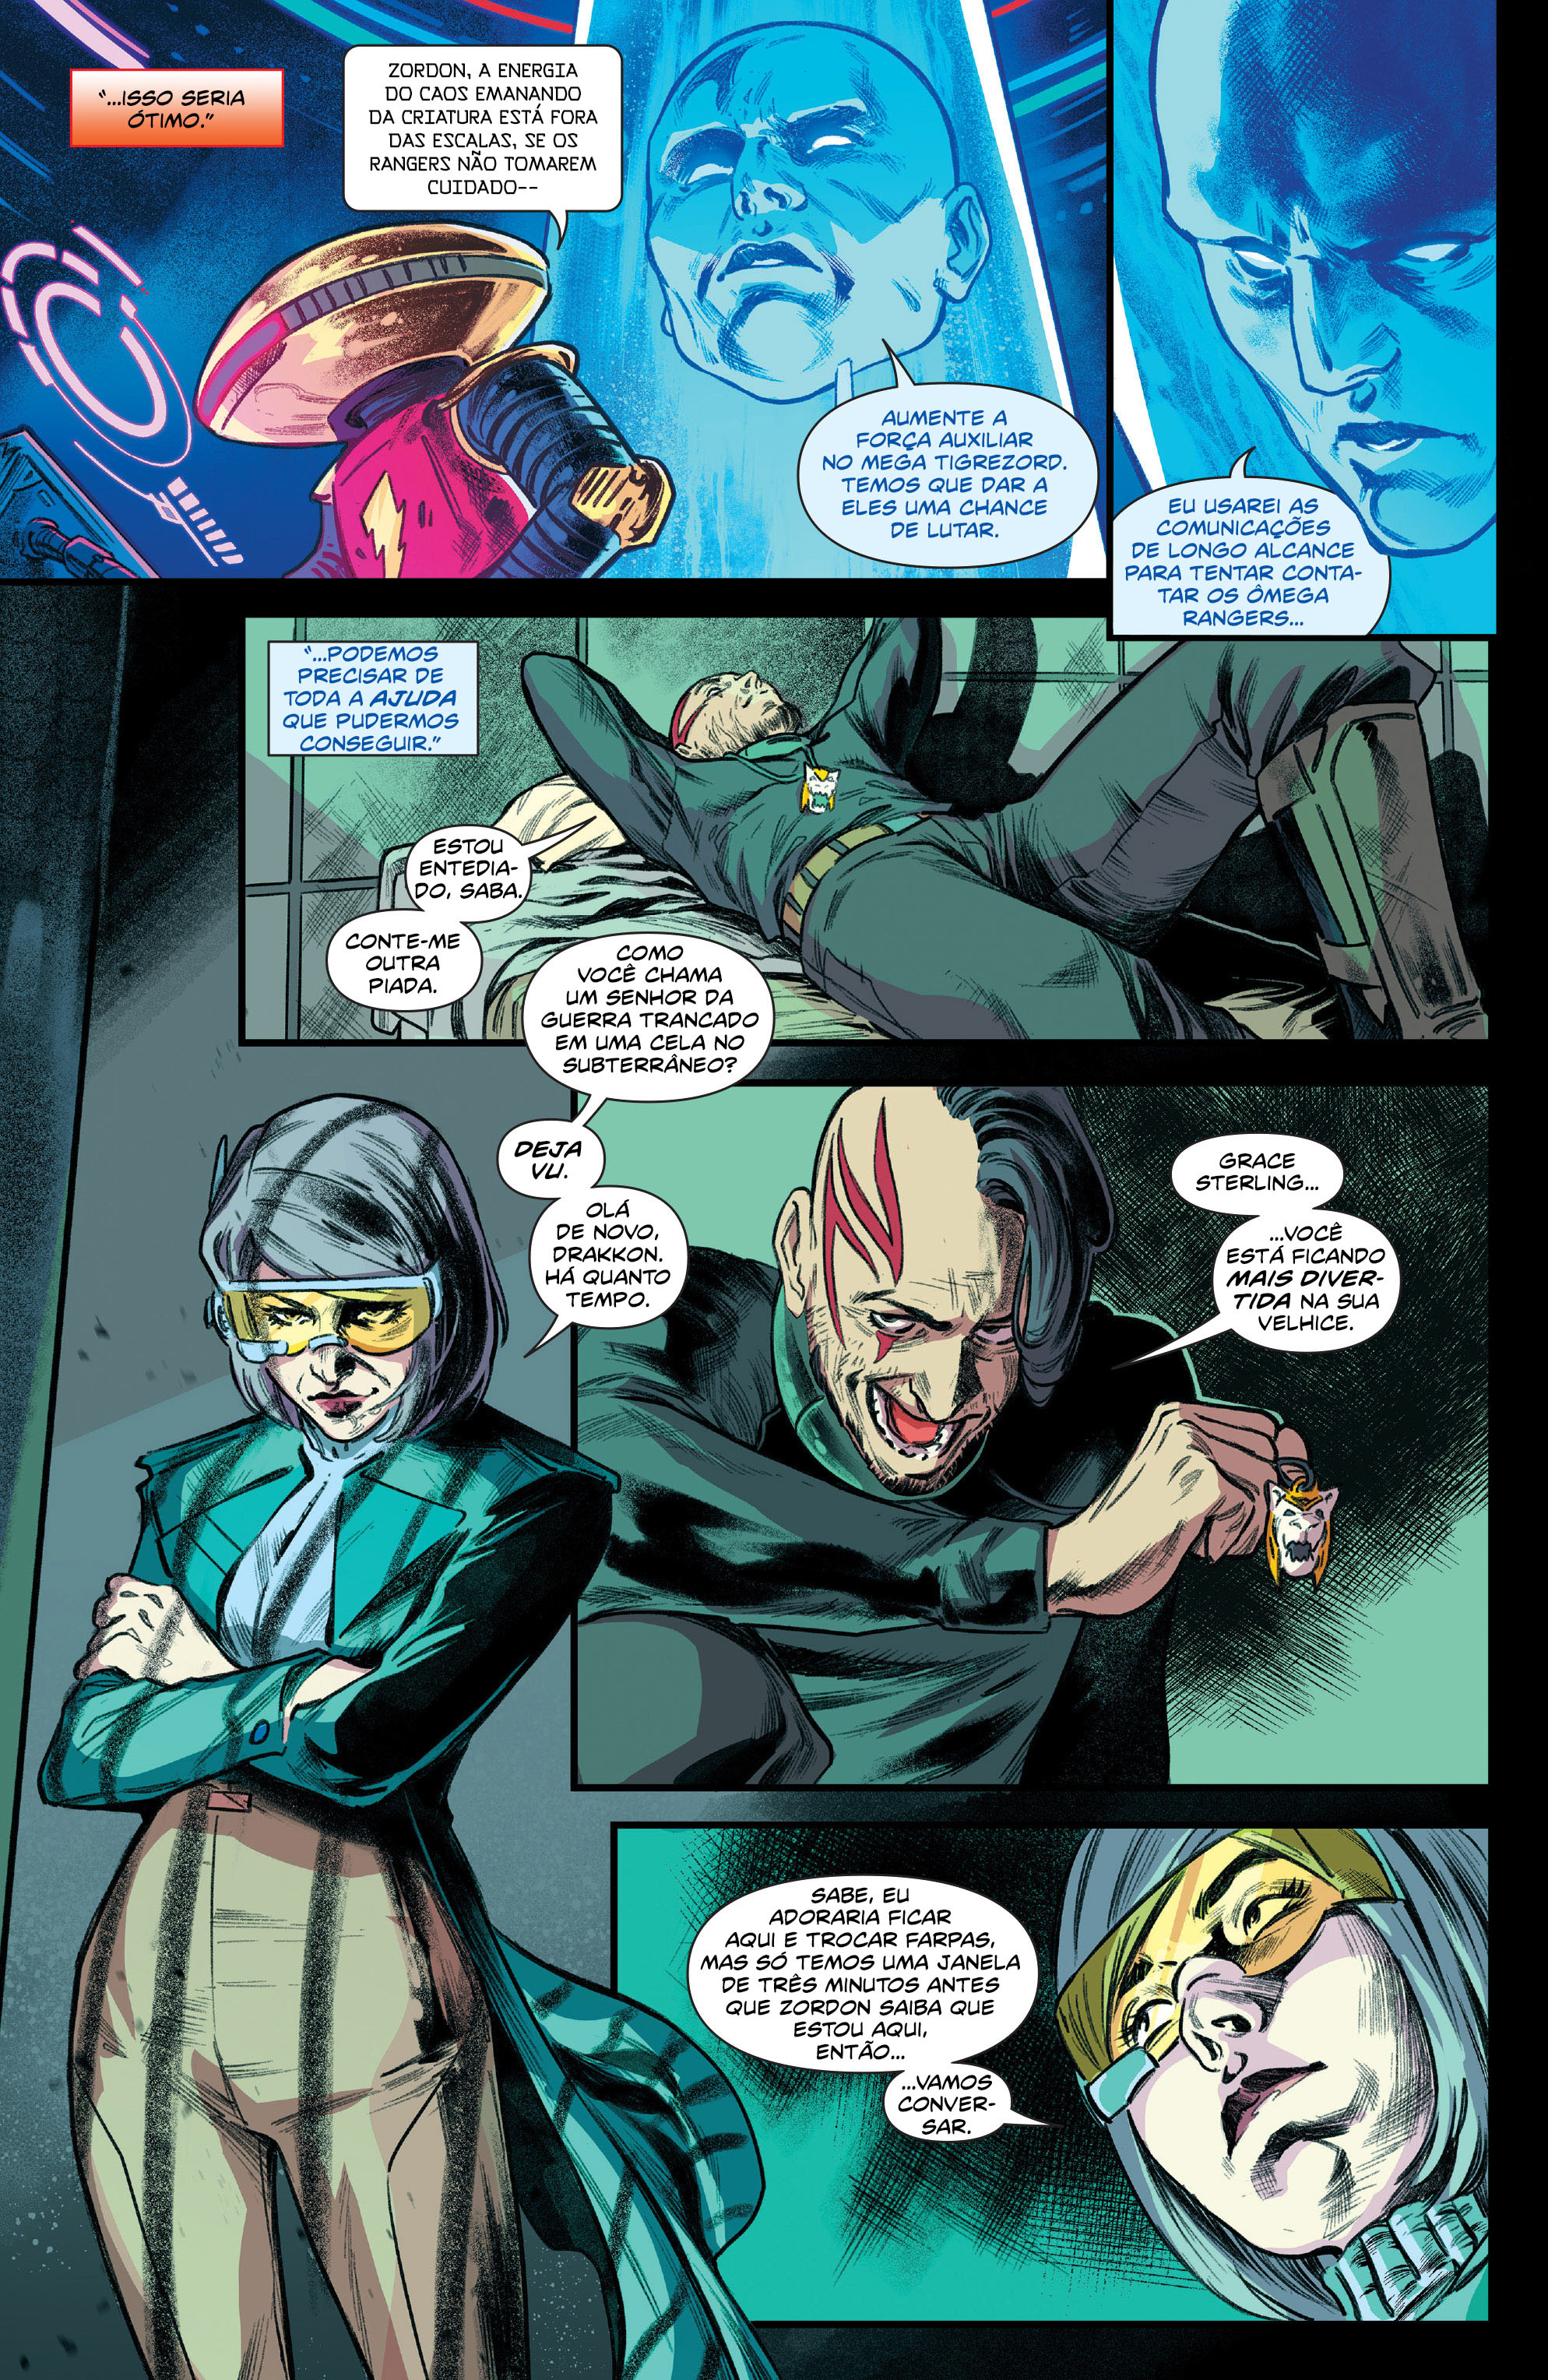 "...ISSO SERIA
ÓTIMO."
ZORDON, A ENERGIA
DO CAOS EMANANDO
DA CRIATURA ESTÁ FORA
DAS ESCALAS, SE OS
RANGERS NÃO TOMAREM
CUIDADO--
AUMENTE A
FORÇA AUXILIAR
NO MEGA TIGREZORD.
TEMOS QUE DAR A
ELES UMA CHANCE
DE LUTAR.
EU USAREI AS
COMUNICAÇÕES
DE LONGO ALCANCE
PARA TENTAR CONTA-
TAR OS ÔMEGA
RANGERS...
"...PODEMOS
PRECISAR DE
TODA A AJUDA
QUE PUDERMOS
CONSEGUIR."
ESTOU
ENTEDIA-
DO, SABA.
CONTE-ME
OUTRA
PIADA.
COMO
VOCÊ CHAMA
UM SENHOR DA
GUERRA TRANCADO
EM UMA CELA NO
SUBTERRÂNEO?
DEJA
VU.
OLÁ
DE NOVO,
DRAKKON.
HÁ QUANTO
TEMPO.
GRACE
STERLING...
...VOCÊ
ESTÁ FICANDO
MAIS DIVER-
TIDA NA SUA
VELHICE.
SABE, EU
ADORARIA FICAR
AQUI E TROCAR FARPAS,
MAS SÓ TEMOS UMA JANELA
DE TRÊS MINUTOS ANTES
QUE ZORDON SAIBA QUE
ESTOU AQUI,
ENTÃO...
...VAMOS
CONVER-
SAR.